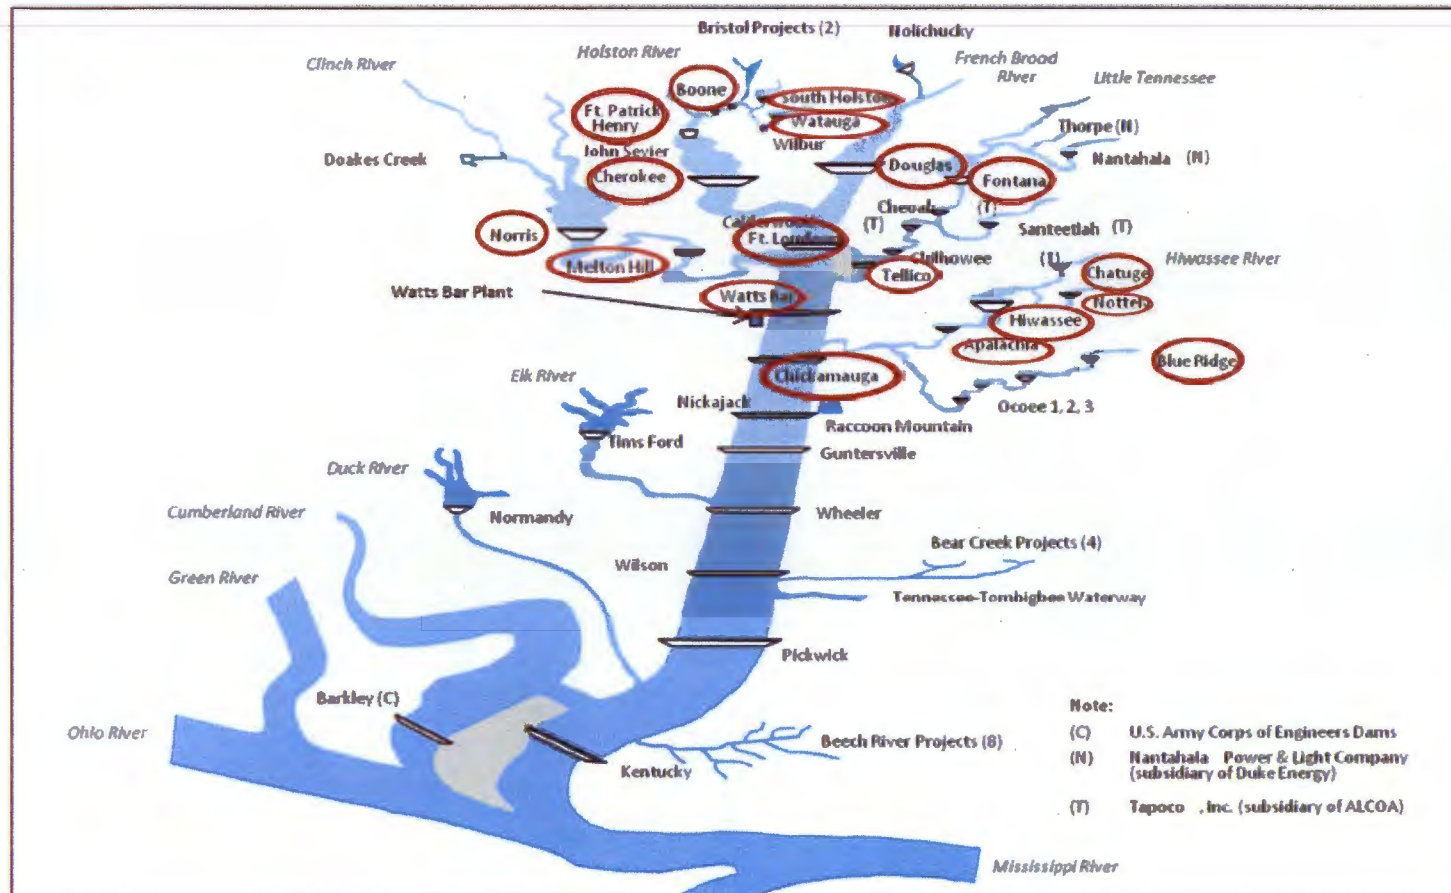 Bristol Projects (2)
Nolichucky
Holston River
Clinch River
French Broad
River
Little Tennessee
Boone
South Holston
Ft. Patrick
Henry
Watauga
Thorpe (N)
Wilbur
John Sevier
Doakes Creek
Nantahala (N)
Douglas
Cherokee
Fontana
Cheoah (T)
Calderwood (T)
Santeetlah (T)
Norris
Ft. Loudoun
Chilhowee (T)
Hiwassee River
Melton Hill
Tellico
Chatuge
Watts Bar Plant
Watts Bar
Nottely
Hiwassee
Apalachia
Blue Ridge
Chickamauga
Elk River
Nickajack
Ocoee 1, 2, 3
Raccoon Mountain
Tims Ford
Guntersville
Duck River
Cumberland River
Normandy
Wheeler
Bear Creek Projects (4)
Wilson
Green River
Tennessee-Tombigbee Waterway
Pickwick
Barkley (C)
Ohio River
Beech River Projects (8)
Kentucky
Note:
(C) U.S. Army Corps of Engineers Dams
(N) Nantahala Power & Light Company
(subsidiary of Duke Energy)
(T) Tapoco , Inc. (subsidiary of ALCOA)
Mississippi River